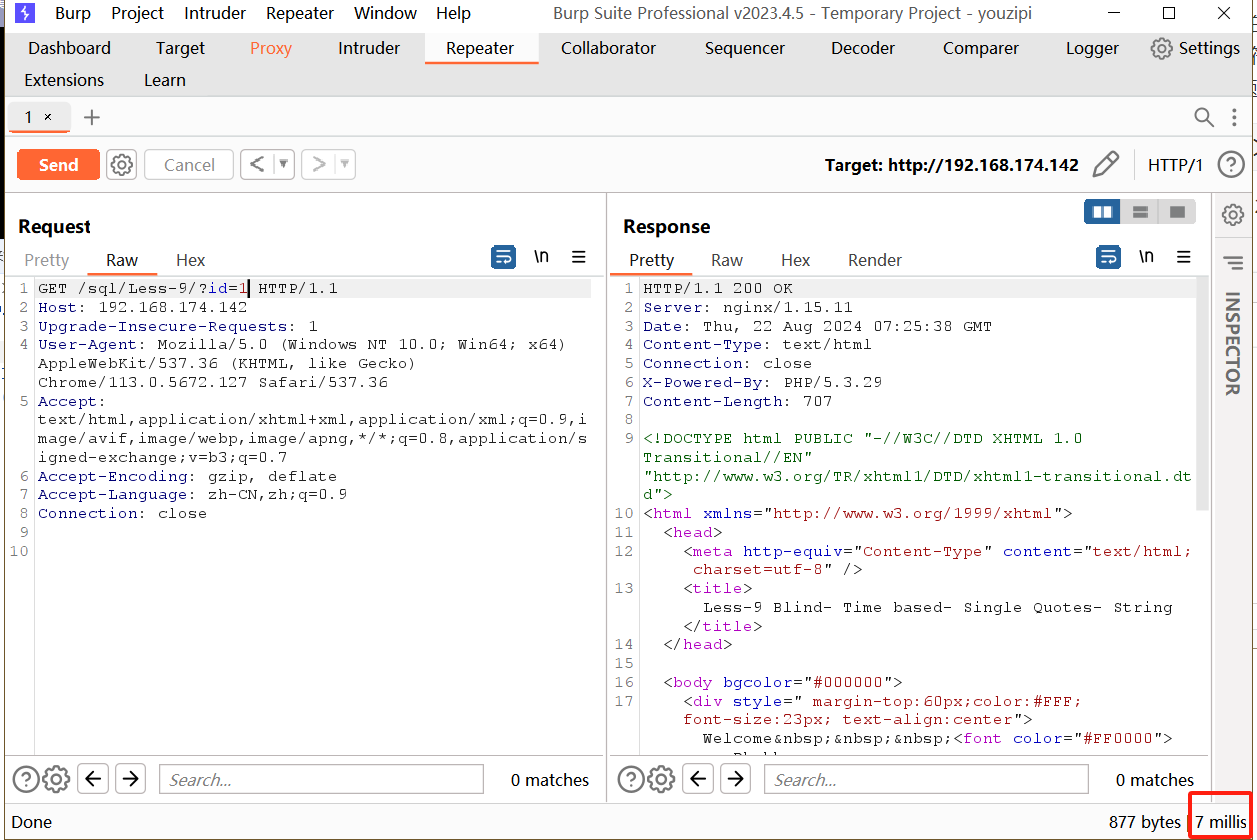 Burp Project Intruder Repeater Window Help Burp Suite Professional v2023.4.5 - Temporary Project - youzipi
Dashboard Target Proxy Intruder Repeater Collaborator Sequencer Decoder Comparer Logger Settings
Extensions Learn
1 × +
Send Cancel < > Target: http://192.168.174.142 HTTP/1 ?
Request
Pretty Raw Hex \n
1 GET /sql/Less-9/?id=1 HTTP/1.1
2 Host: 192.168.174.142
3 Upgrade-Insecure-Requests: 1
4 User-Agent: Mozilla/5.0 (Windows NT 10.0; Win64; x64)
AppleWebKit/537.36 (KHTML, like Gecko)
Chrome/113.0.5672.127 Safari/537.36
5 Accept:
text/html,application/xhtml+xml,application/xml;q=0.9,i
mage/avif,image/webp,image/apng,*/*;q=0.8,application/s
igned-exchange;v=b3;q=0.7
6 Accept-Encoding: gzip, deflate
7 Accept-Language: zh-CN,zh;q=0.9
8 Connection: close
9
10
? Search... 0 matches
Response
Pretty Raw Hex Render \n
1 HTTP/1.1 200 OK
2 Server: nginx/1.15.11
3 Date: Thu, 22 Aug 2024 07:25:38 GMT
4 Content-Type: text/html
5 Connection: close
6 X-Powered-By: PHP/5.3.29
7 Content-Length: 707
8
9 <!DOCTYPE html PUBLIC "-//W3C//DTD XHTML 1.0
Transitional//EN"
"http://www.w3.org/TR/xhtml1/DTD/xhtml1-transitional.dt
d">
10 <html xmlns="http://www.w3.org/1999/xhtml">
11 <head>
12 <meta http-equiv="Content-Type" content="text/html;
charset=utf-8" />
13 <title>
Less-9 Blind- Time based- Single Quotes- String
</title>
14 </head>
15
16 <body bgcolor="#000000">
17 <div style=" margin-top:60px;color:#FFF;
font-size:23px; text-align:center">
Welcome&nbsp;&nbsp;&nbsp;<font color="#FF0000">
? Search... 0 matches
INSPECTOR
Done 877 bytes 7 millis